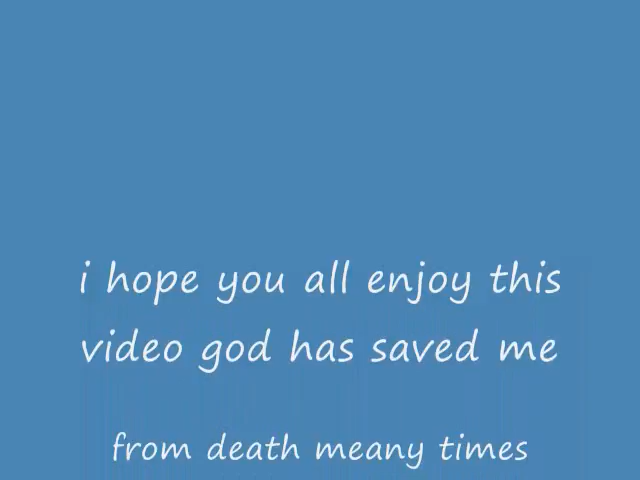 i hope you all enjoy this
video god has saved me
from death meany times